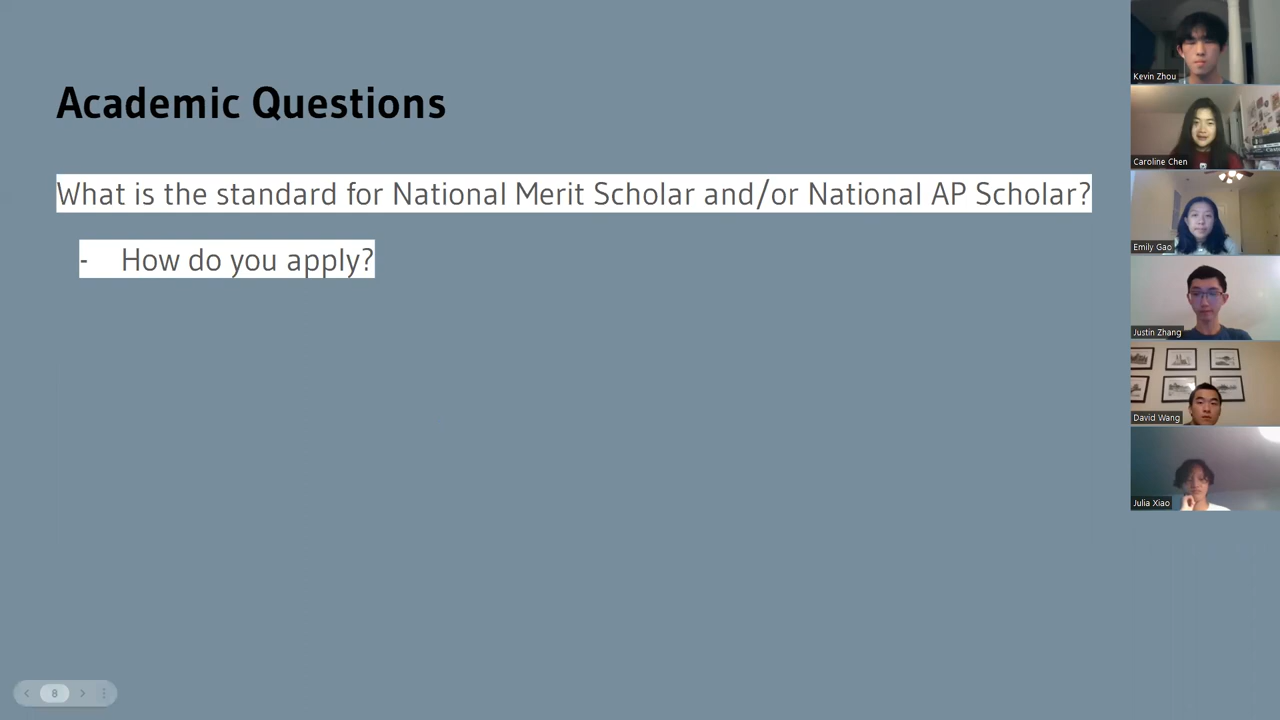 Academic Questions
What is the standard for National Merit Scholar and/or National AP Scholar?
- How do you apply?
Kevin Zhou
Caroline Chen
Emily Gao
Justin Zhang
David Wang
Julia Xiao
8